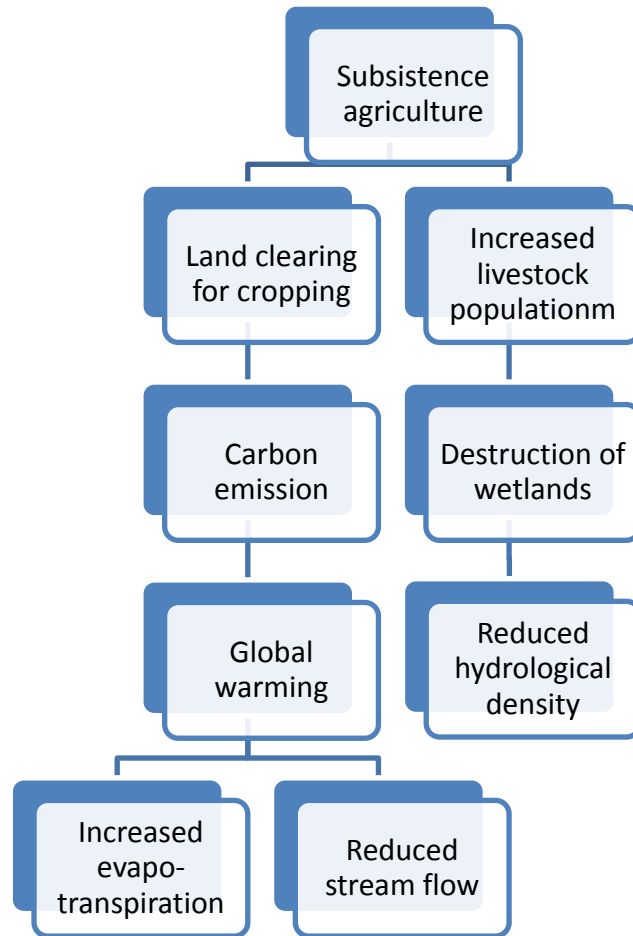 Subsistence
agriculture
Land clearing
for cropping
Increased
livestock
populationm
Carbon
emission
Destruction of
wetlands
Global
warming
Reduced
hydrological
density
Increased
evapo-
transpiration
Reduced
stream flow